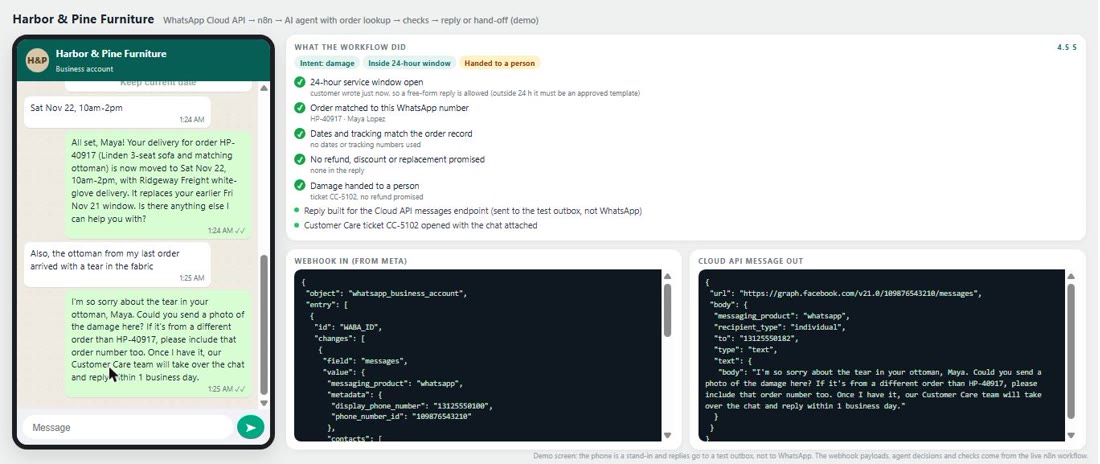 Harbor & Pine Furniture WhatsApp Cloud API → n8n → AI agent with order lookup → checks → reply or hand-off (demo)
H&P
Harbor & Pine Furniture
Business account
Keep current date
Sat Nov 22, 10am-2pm
1:24 AM
All set, Maya! Your delivery for order HP-
40917 (Linden 3-seat sofa and matching
ottoman) is now moved to Sat Nov 22,
10am-2pm, with Ridgeway Freight white-
glove delivery. It replaces your earlier Fri
Nov 21 window. Is there anything else I
can help you with?
1:24 AM ✓✓
Also, the ottoman from my last order
arrived with a tear in the fabric
1:25 AM
I'm so sorry about the tear in your
ottoman, Maya. Could you send a photo of
the damage here? If it's from a different
order than HP-40917, please include that
order number too. Once I have it, our
Customer Care team will take over the chat
and reply within 1 business day.
1:25 AM ✓✓
Message
WHAT THE WORKFLOW DID
4.5 S
Intent: damage
Inside 24-hour window
Handed to a person
24-hour service window open
customer wrote just now, so a free-form reply is allowed (outside 24 h it must be an approved template)
Order matched to this WhatsApp number
HP-40917 · Maya Lopez
Dates and tracking match the order record
no dates or tracking numbers used
No refund, discount or replacement promised
none in the reply
Damage handed to a person
ticket CC-5102, no refund promised
Reply built for the Cloud API messages endpoint (sent to the test outbox, not WhatsApp)
Customer Care ticket CC-5102 opened with the chat attached
WEBHOOK IN (FROM META)
{
"object": "whatsapp_business_account",
"entry": [
{
"id": "WABA_ID",
"changes": [
{
"field": "messages",
"value": {
"messaging_product": "whatsapp",
"metadata": {
"display_phone_number": "13125550100",
"phone_number_id": "109876543210"
},
"contacts": [
CLOUD API MESSAGE OUT
{
"url": "https://graph.facebook.com/v21.0/109876543210/messages",
"body": {
"messaging_product": "whatsapp",
"recipient_type": "individual",
"to": "13125550182",
"type": "text",
"text": {
"body": "I'm so sorry about the tear in your ottoman, Maya. Could you send a
photo of the damage here? If it's from a different order than HP-40917, please
include that order number too. Once I have it, our Customer Care team will take
over the chat and reply within 1 business day."
}
}
}
Demo screen: the phone is a stand-in and replies go to a test outbox, not to WhatsApp. The webhook payloads, agent decisions and checks come from the live n8n workflow.